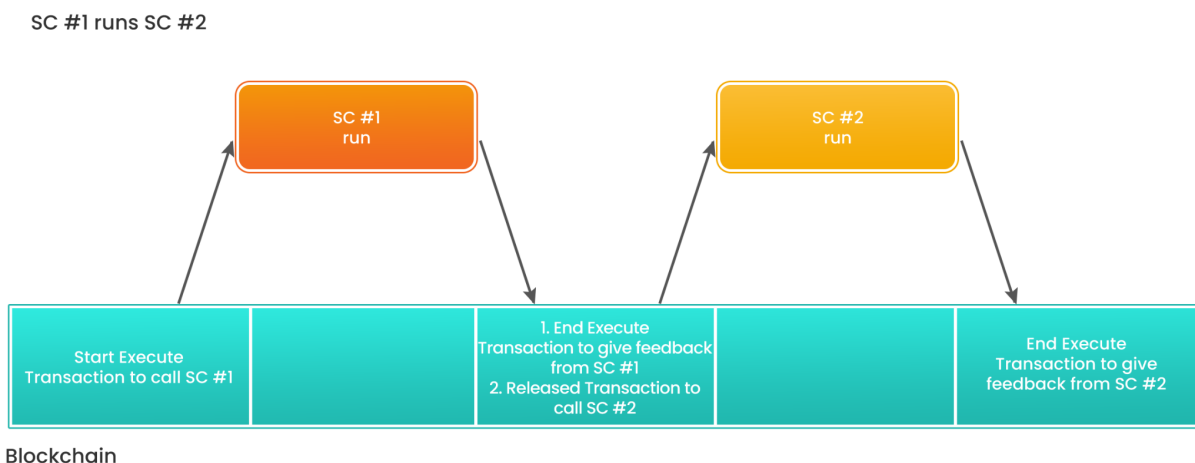 SC #1 runs SC #2
SC #1
run
SC #2
run
Start Execute
Transaction to call SC #1
1. End Execute
Transaction to give feedback
from SC #1
2. Released Transaction to
call SC #2
End Execute
Transaction to give
feedback from SC #2
Blockchain